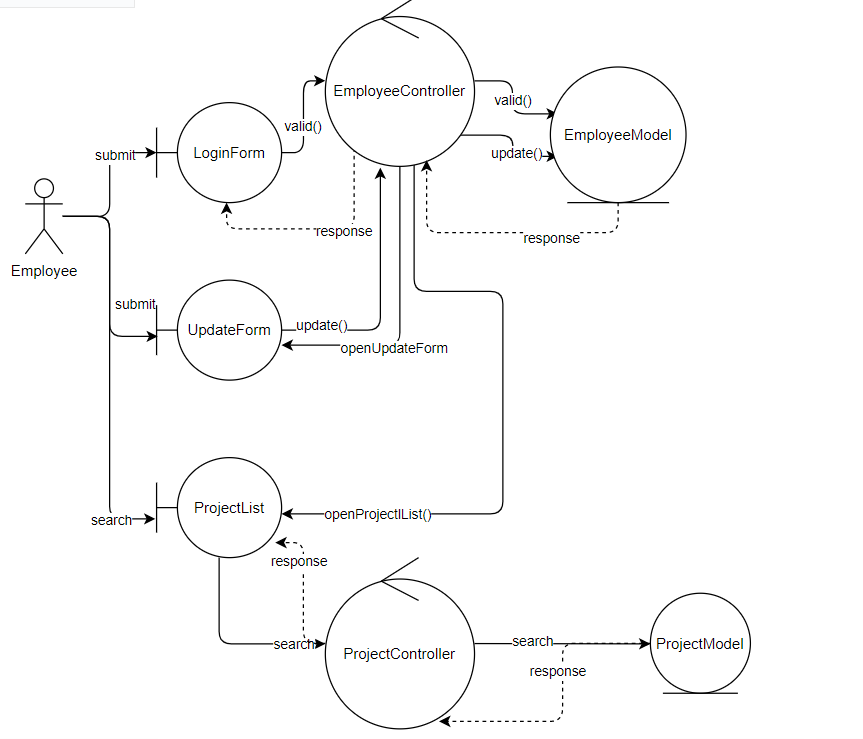 EmployeeController
valid()
EmployeeModel
valid()
submit
LoginForm
update()
response
response
Employee
submit
UpdateForm
update()
openUpdateForm
ProjectList
openProjectlList()
search
response
search
ProjectController
search
ProjectModel
response